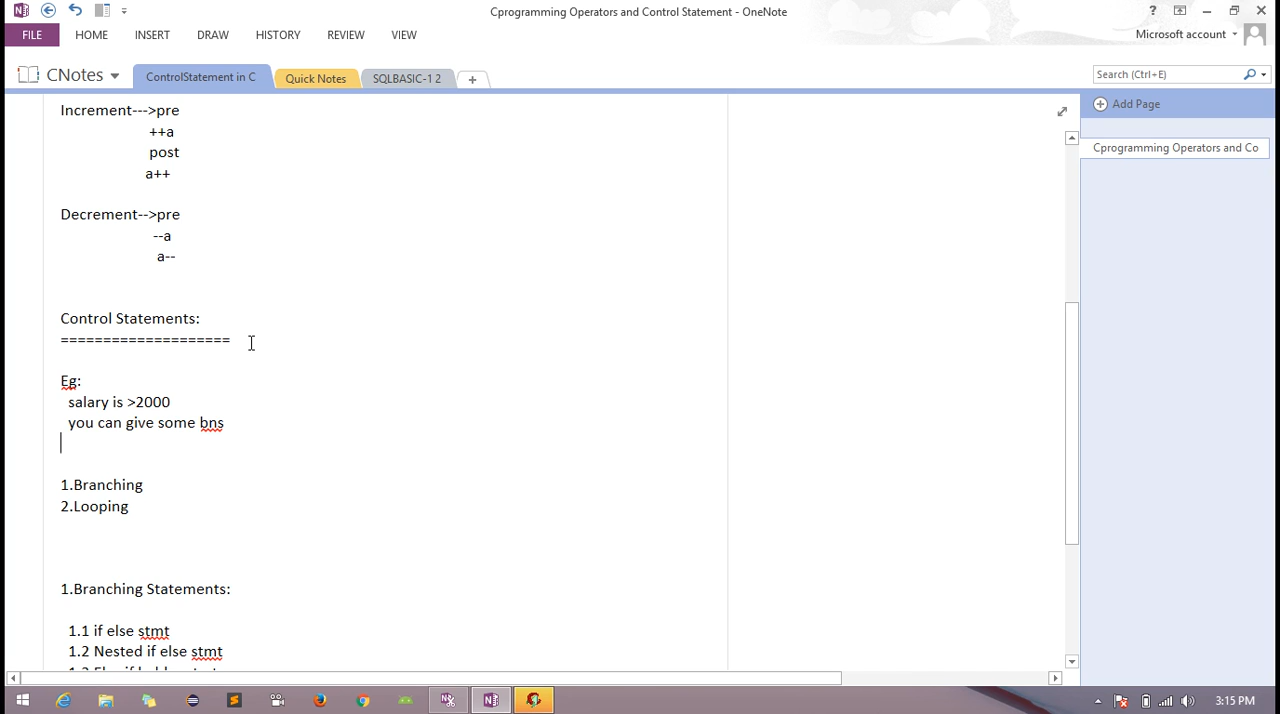 Cprogramming Operators and Control Statement - OneNote
?
FILE HOME INSERT DRAW HISTORY REVIEW VIEW
Microsoft account
CNotes
ControlStatement in C
Quick Notes
SQLBASIC-1 2
+
Search (Ctrl+E)
Add Page
Cprogramming Operators and Co
Increment--->pre
++a
post
a++
Decrement-->pre
--a
a--
Control Statements:
====================
Eg:
salary is >2000
you can give some bns
1.Branching
2.Looping
1.Branching Statements:
1.1 if else stmt
1.2 Nested if else stmt
3:15 PM